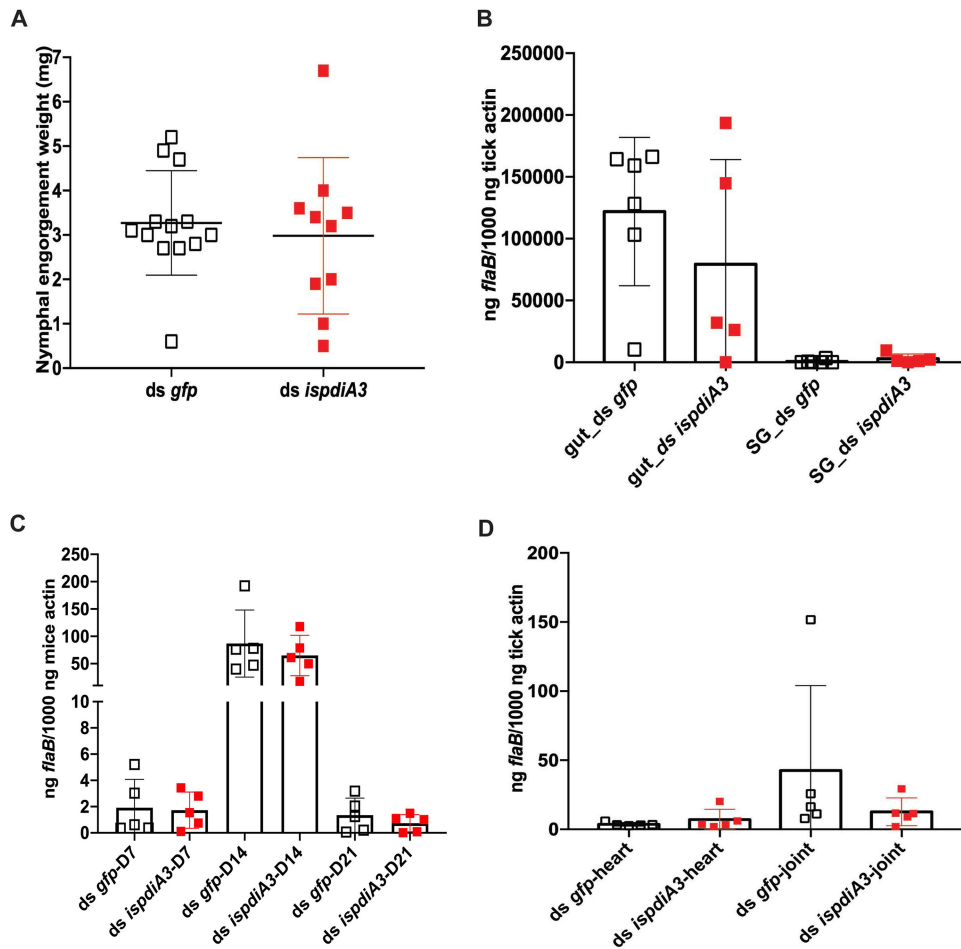 A
Nymphal engorgement weight (mg)
7
6
5
4
3
2
1
0
ds gfp
ds ispdiA3
B
ng flaB/1000 ng tick actin
250000
200000
150000
100000
50000
0
gut_ds gfp
gut_ds ispdiA3
SG_ds gfp
SG_ds ispdiA3
C
ng flaB/1000 ng mice actin
250
200
150
100
50
10
8
6
4
2
0
ds gfp-D7
ds ispdiA3-D7
ds gfp-D14
ds ispdiA3-D14
ds gfp-D21
ds ispdiA3-D21
D
ng flaB/1000 ng tick actin
200
150
100
50
0
ds gfp-heart
ds ispdiA3-heart
ds gfp-joint
ds ispdiA3-joint